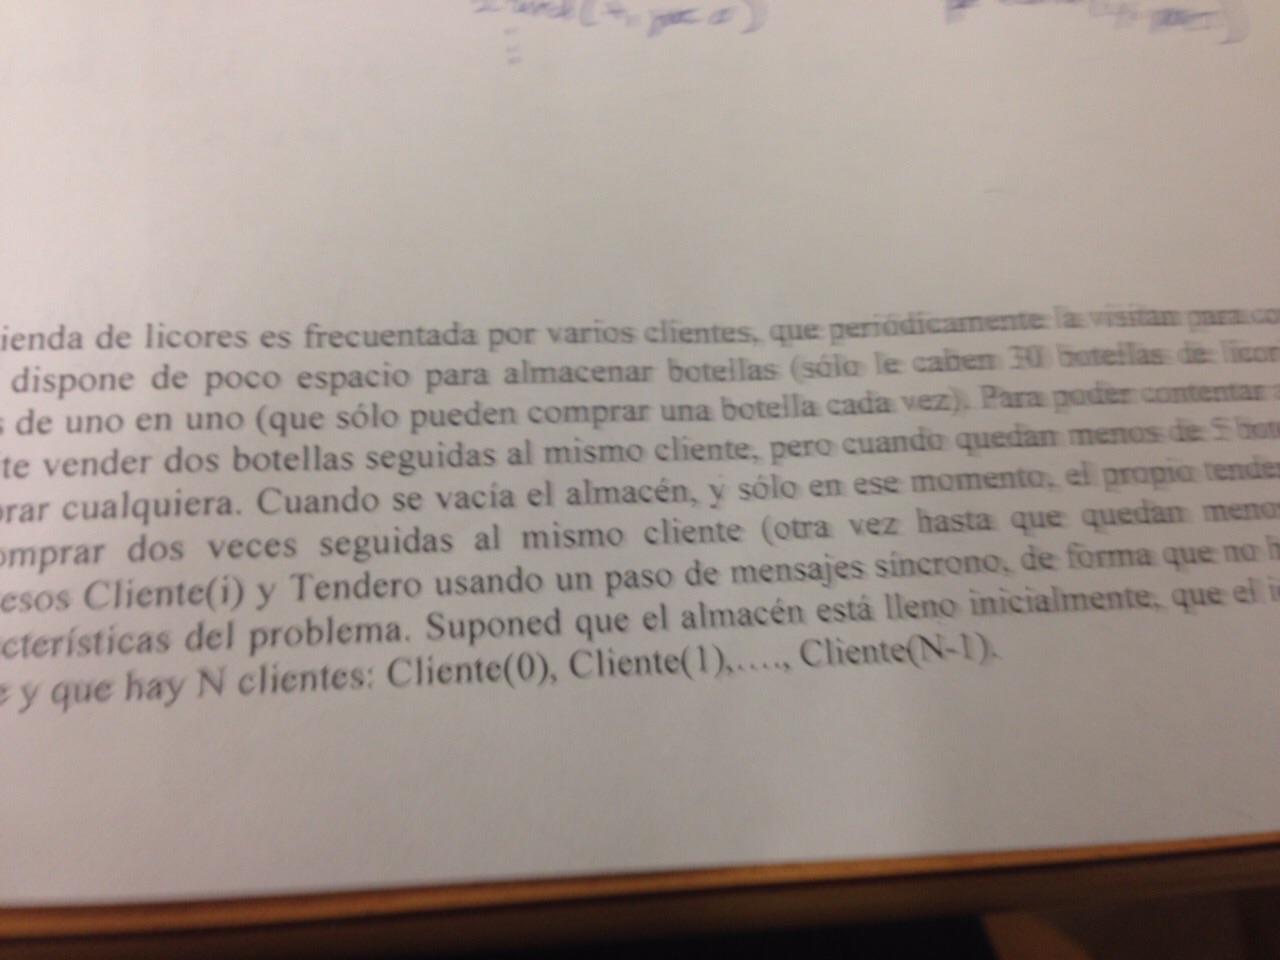 ienda de licores es frecuentada por varios clientes, que periódicamente la visitan para co
dispone de poco espacio para almacenar botellas (sólo le caben 30 botellas de licor
s de uno en uno (que sólo pueden comprar una botella cada vez). Para poder contentar a
te vender dos botellas seguidas al mismo cliente, pero cuando quedan menos de 5 bote
prar cualquiera. Cuando se vacía el almacén, y sólo en ese momento, el propio tender
omprar dos veces seguidas al mismo cliente (otra vez hasta que quedan menos
esos Cliente(i) y Tendero usando un paso de mensajes síncrono, de forma que no h
cterísticas del problema. Suponed que el almacén está lleno inicialmente, que el i
e y que hay N clientes: Cliente(0), Cliente(1),...., Cliente(N-1).